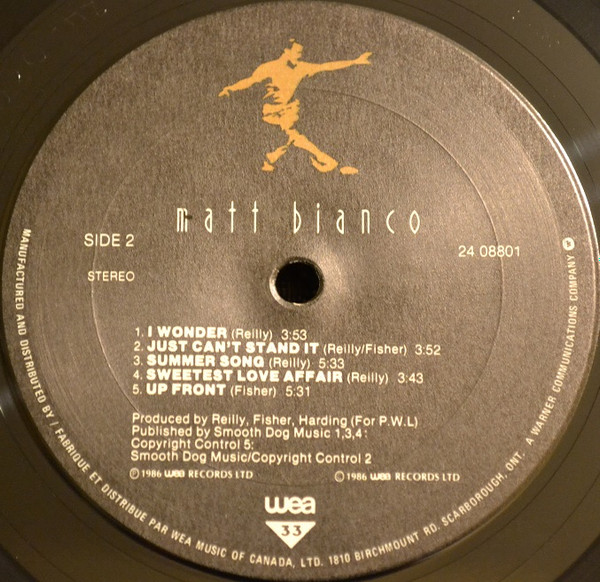 matt bianco
SIDE 2
24 08801
STEREO
1. I WONDER (Reilly) 3:53
2. JUST CAN'T STAND IT (Reilly/Fisher) 3:52
3. SUMMER SONG (Reilly) 5:33
4. SWEETEST LOVE AFFAIR (Reilly) 3:43
5. UP FRONT (Fisher) 5:31
Produced by Reilly, Fisher, Harding (For P.W.L)
Published by Smooth Dog Music 1,3,4:
Copyright Control 5:
Smooth Dog Music/Copyright Control 2
Ⓟ1986 wea RECORDS LTD ©1986 wea RECORDS LTD
wea
33
MANUFACTURED AND DISTRIBUTED BY / FABRIQUE ET DISTRIBUE PAR WEA MUSIC OF CANADA, LTD. 1810 BIRCHMOUNT RD. SCARBOROUGH, ONT. A WARNER COMMUNICATIONS COMPANY